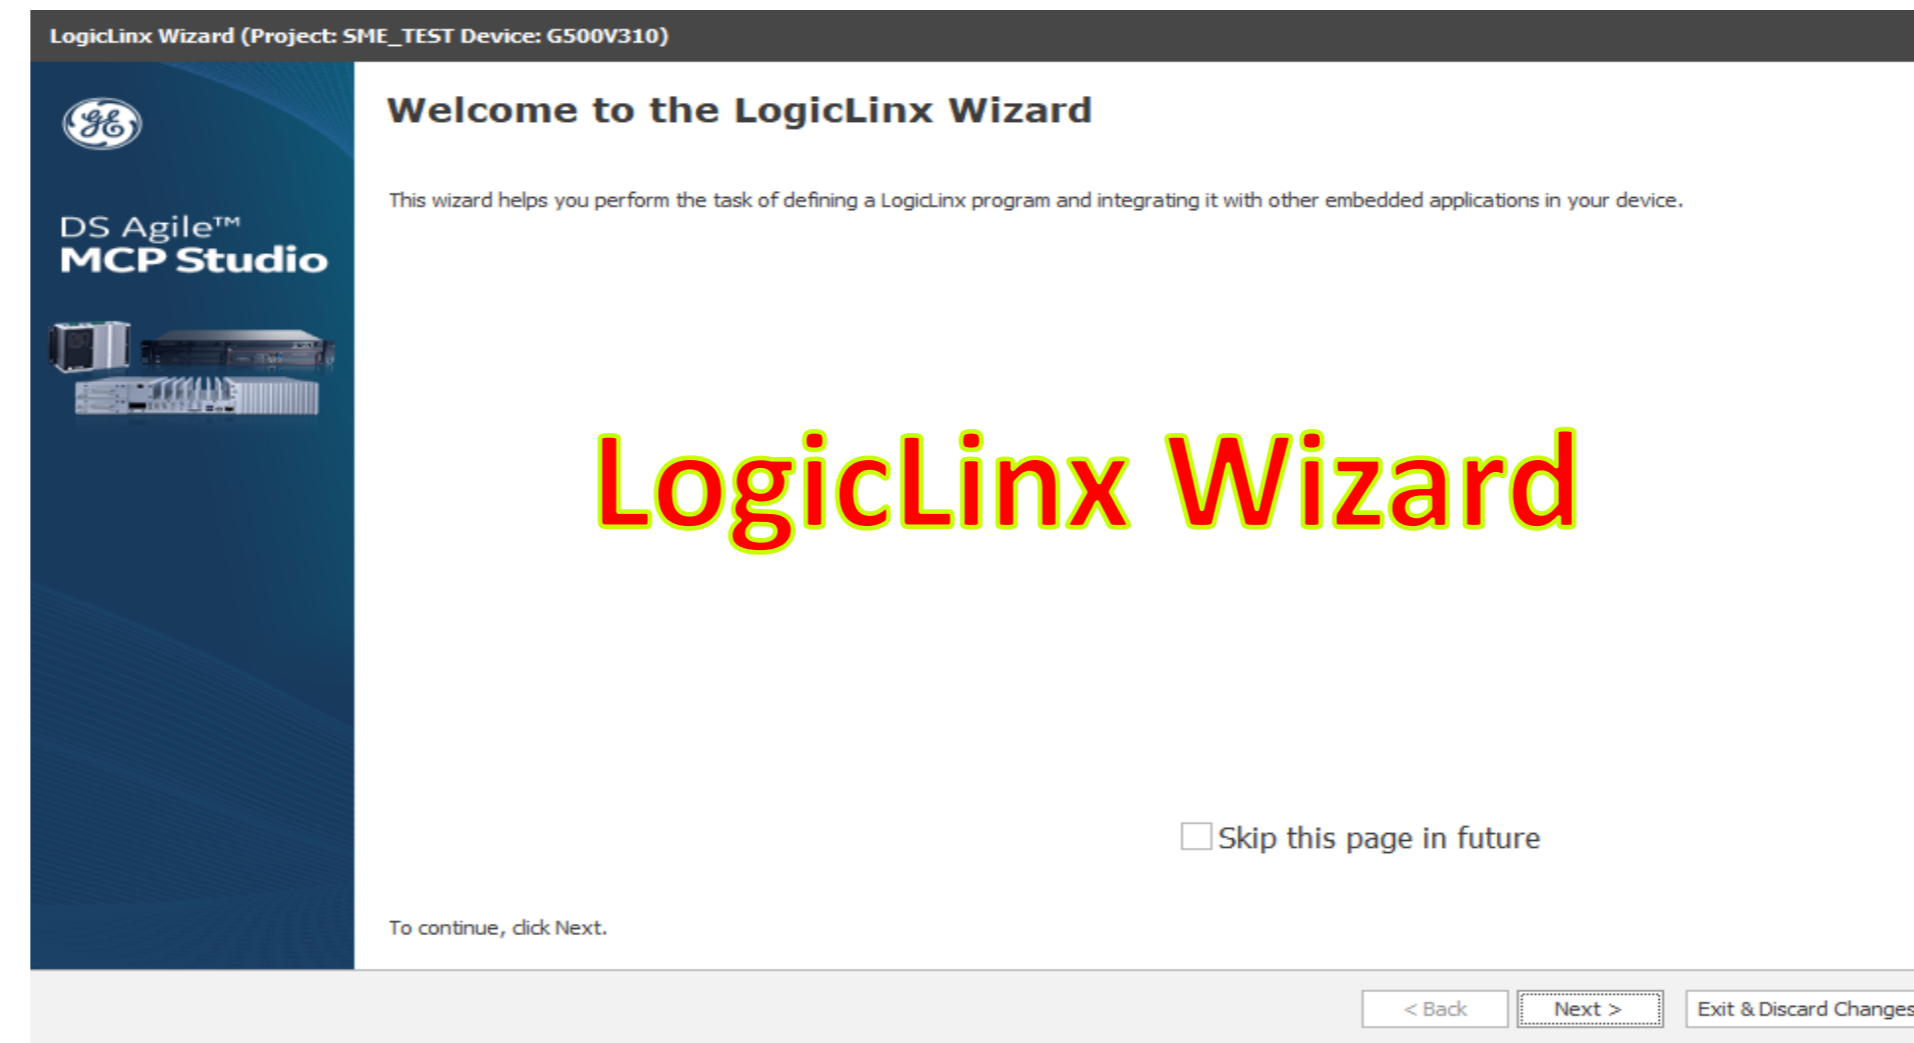 LogicLinx Wizard (Project: SME_TEST Device: G500V310)
GE
Welcome to the LogicLinx Wizard
This wizard helps you perform the task of defining a LogicLinx program and integrating it with other embedded applications in your device.
DS Agile™
MCP Studio
LogicLinx Wizard
Skip this page in future
To continue, click Next.
< Back Next > Exit & Discard Changes